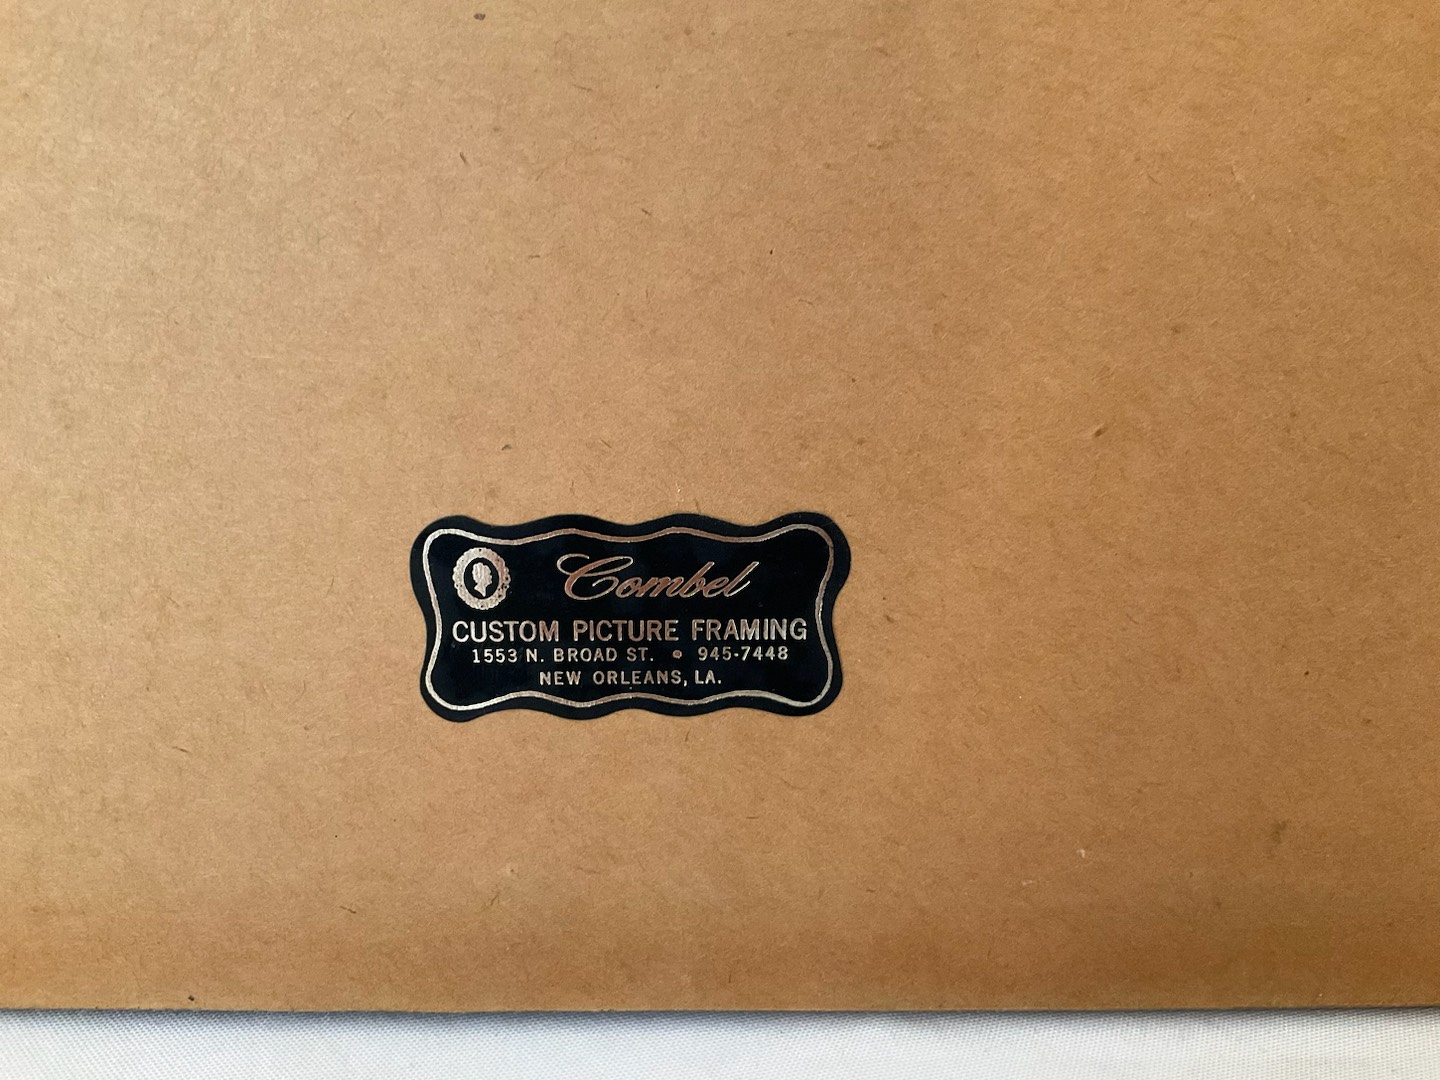 Combel
CUSTOM PICTURE FRAMING
1553 N. BROAD ST. • 945-7448
NEW ORLEANS, LA.